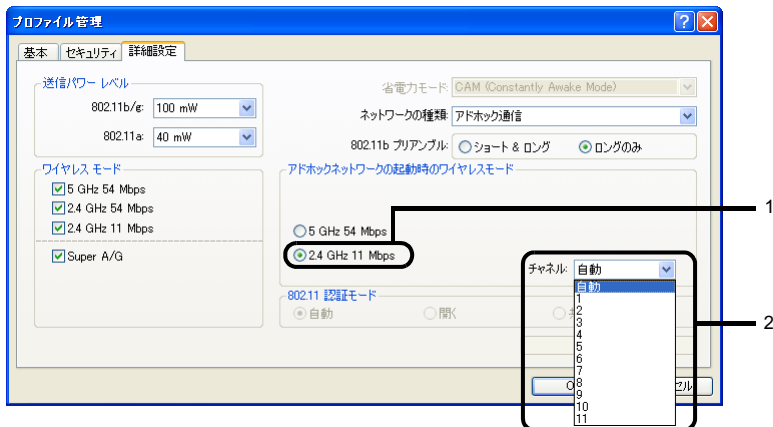 プロファイル管理
基本 セキュリティ 詳細設定
送信パワー レベル
802.11b/g: 100 mW
802.11a: 40 mW
省電力モード: CAM (Constantly Awake Mode)
ネットワークの種類: アドホック通信
802.11b プリアンブル: ショート & ロング ロングのみ
ワイヤレス モード
5 GHz 54 Mbps
2.4 GHz 54 Mbps
2.4 GHz 11 Mbps
Super A/G
アドホックネットワークの起動時のワイヤレスモード
5 GHz 54 Mbps
2.4 GHz 11 Mbps
1
チャネル: 自動
自動
1
2
3
4
5
6
7
8
9
10
11
2
802.11 認証モード
自動 開く